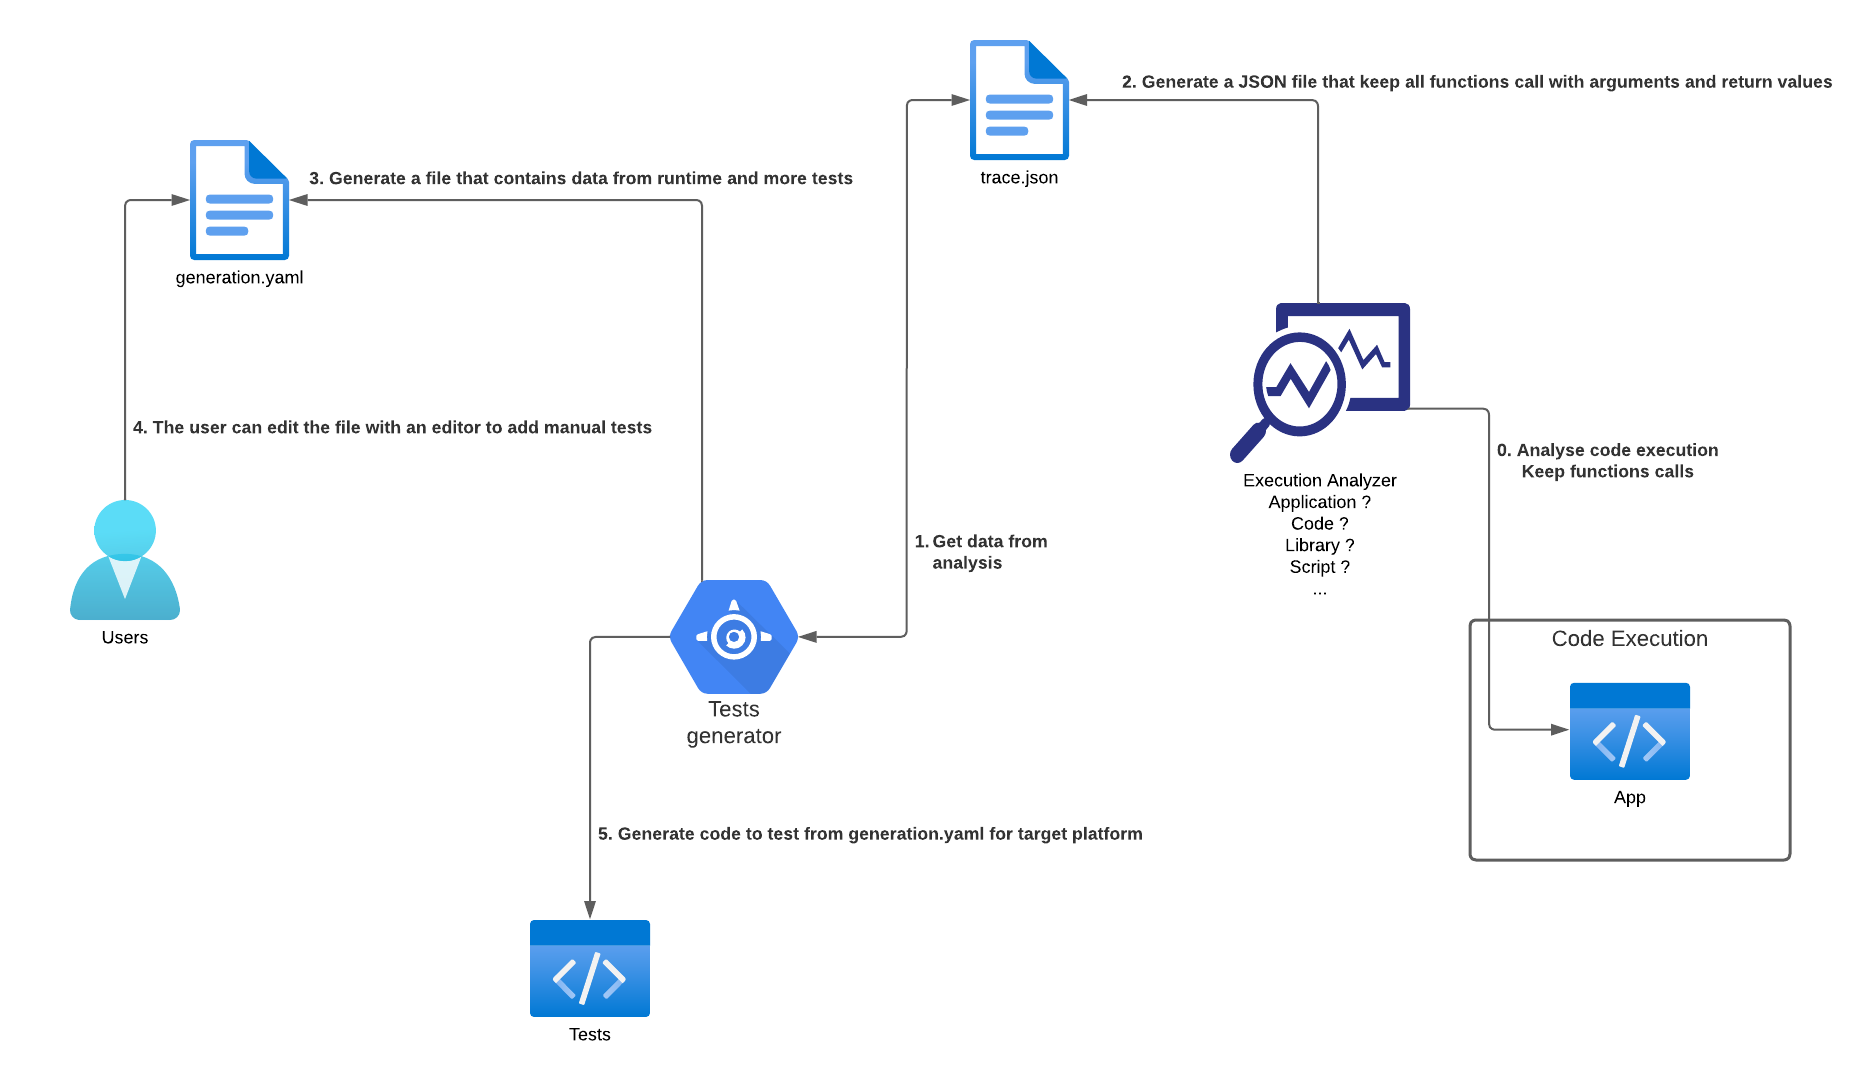 2. Generate a JSON file that keep all functions call with arguments and return values
trace.json
3. Generate a file that contains data from runtime and more tests
generation.yaml
4. The user can edit the file with an editor to add manual tests
Users
0. Analyse code execution
Keep functions calls
Execution Analyzer
Application ?
Code ?
Library ?
Script ?
...
1. Get data from
analysis
Tests
generator
Code Execution
App
5. Generate code to test from generation.yaml for target platform
Tests